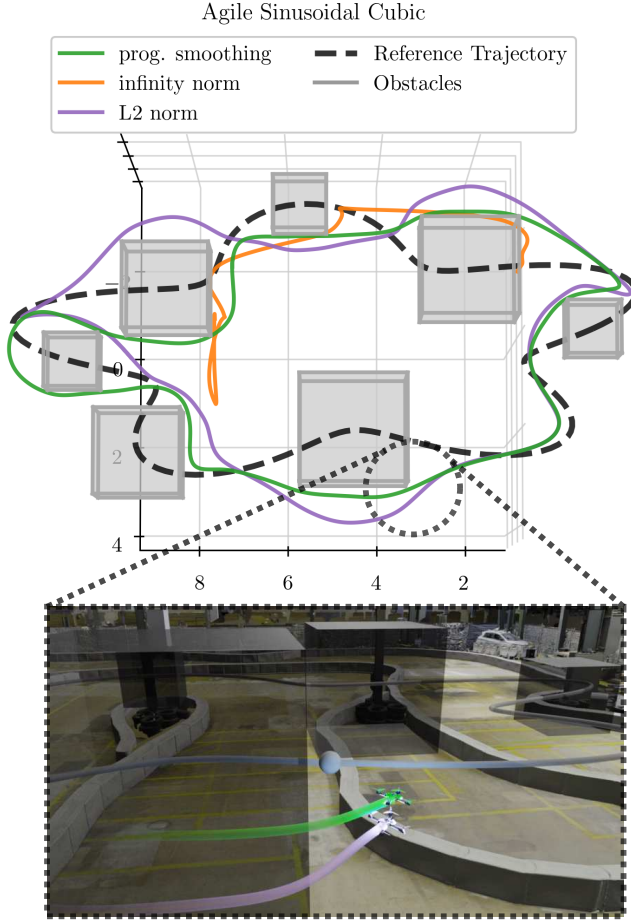 Agile Sinusoidal Cubic
prog. smoothing
infinity norm
L2 norm
Reference Trajectory
Obstacles
−2
0
2
4
8
6
4
2